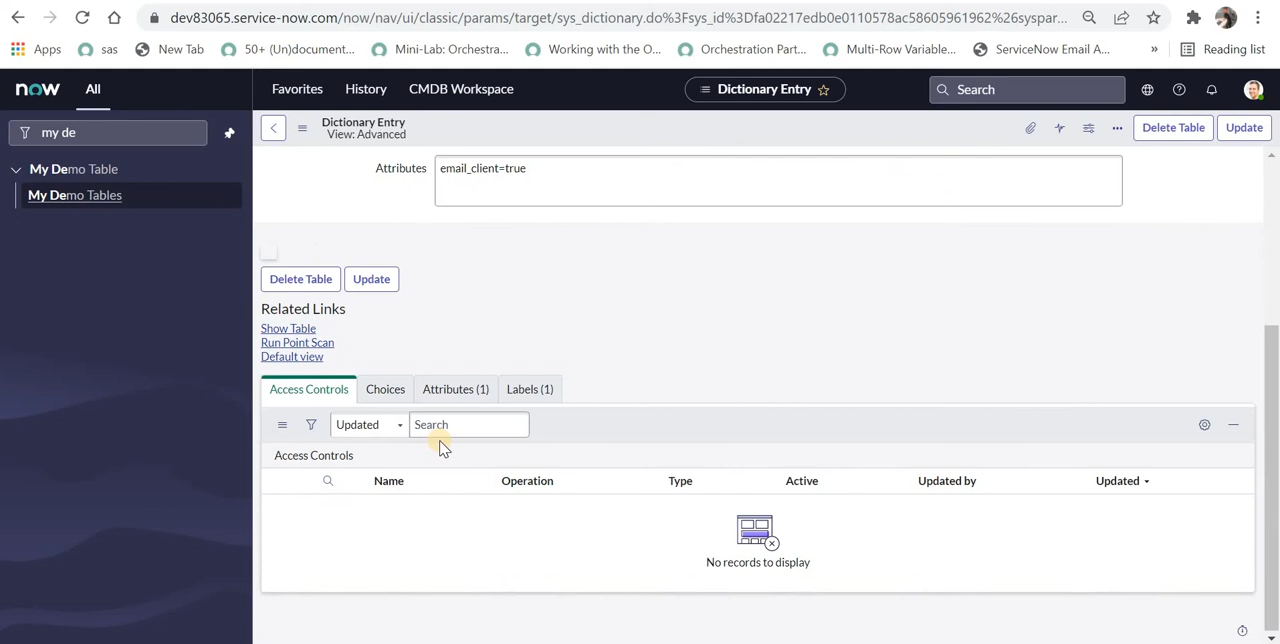 dev83065.service-now.com/now/nav/ui/classic/params/target/sys_dictionary.do%3Fsys_id%3Dfa02217edb0e0110578ac58605961962%26syspar...
Apps sas New Tab 50+ (Un)document... Mini-Lab: Orchestra... Working with the O... Orchestration Part... Multi-Row Variable... ServiceNow Email A... » Reading list
now All Favorites History CMDB Workspace Dictionary Entry Search
my de
Dictionary Entry
View: Advanced
Delete Table Update
My Demo Table
My Demo Tables
Attributes email_client=true
Delete Table Update
Related Links
Show Table
Run Point Scan
Default view
Access Controls Choices Attributes (1) Labels (1)
Updated Search
Access Controls
Name Operation Type Active Updated by Updated
No records to display